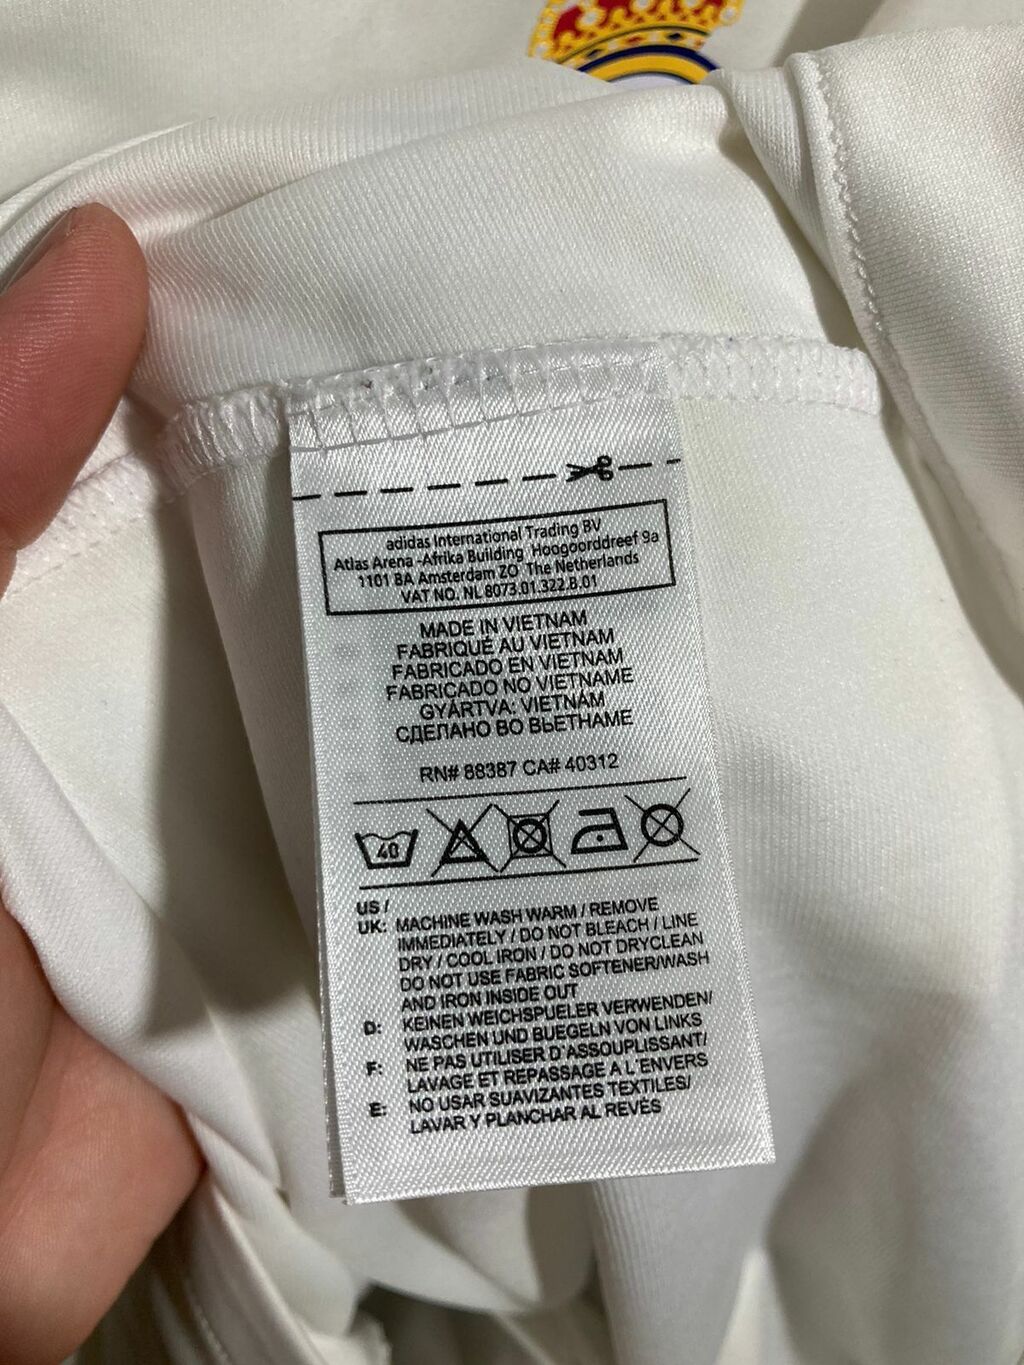 adidas International Trading BV
Atlas Arena -Afrika Building Hoogoorddreef 9a
1101 BA Amsterdam ZO The Netherlands
VAT NO. NL 8073.01.322.B.01
MADE IN VIETNAM
FABRIQUÉ AU VIETNAM
FABRICADO EN VIETNAM
FABRICADO NO VIETNAME
GYÁRTVA: VIETNÁM
СДЕЛАНО ВО ВЬЕТНАМЕ
RN# 88387 CA# 40312
40
US /
UK: MACHINE WASH WARM / REMOVE
IMMEDIATELY / DO NOT BLEACH / LINE
DRY / COOL IRON / DO NOT DRYCLEAN
DO NOT USE FABRIC SOFTENER/WASH
AND IRON INSIDE OUT
D: KEINEN WEICHSPUELER VERWENDEN/
WASCHEN UND BUEGELN VON LINKS
F: NE PAS UTILISER D'ASSOUPLISSANT/
LAVAGE ET REPASSAGE A L'ENVERS
E: NO USAR SUAVIZANTES TEXTILES/
LAVAR Y PLANCHAR AL REVÉS